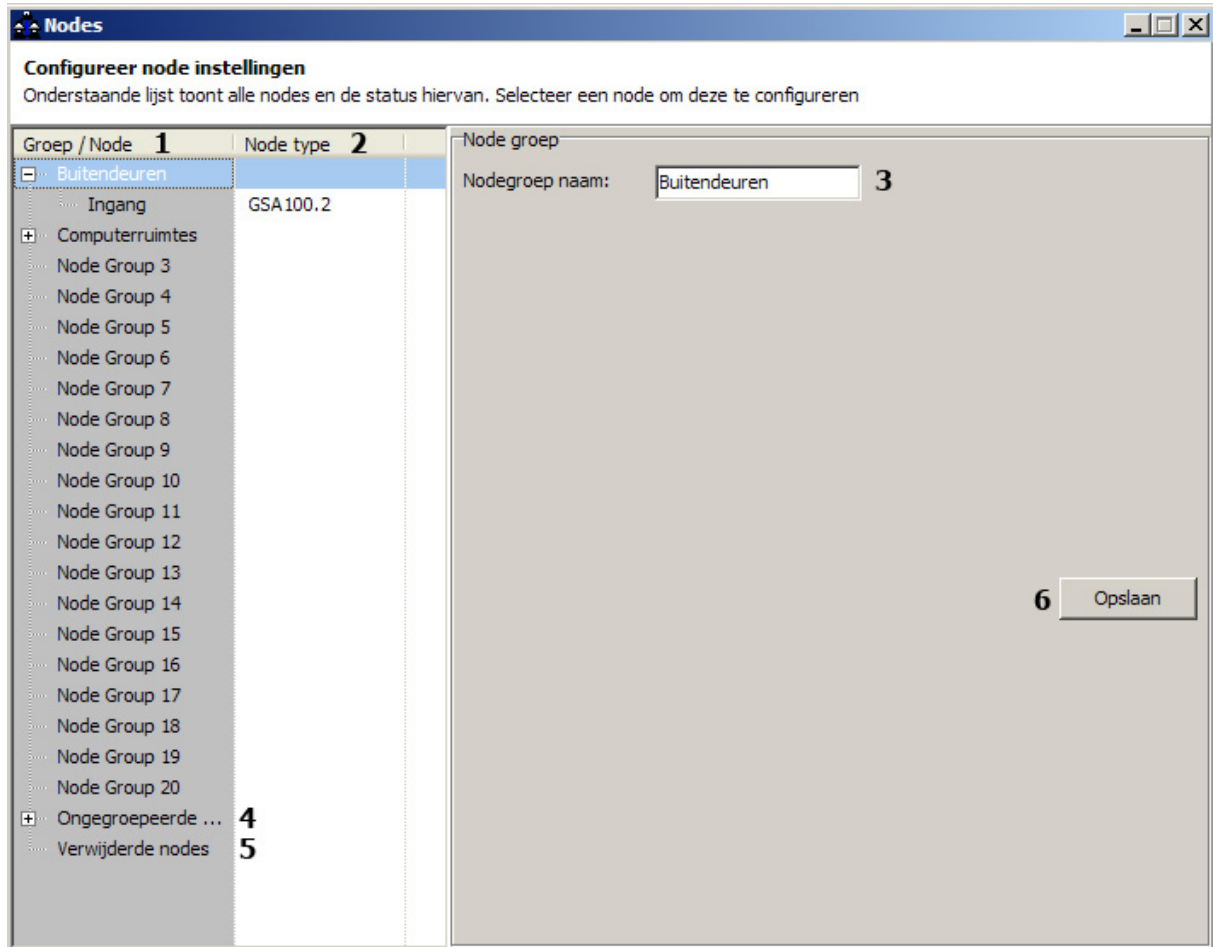 Nodes
Configureer node instellingen
Onderstaande lijst toont alle nodes en de status hiervan. Selecteer een node om deze te configureren
Groep / Node 1 Node type 2
Buitendeuren
Ingang GSA100.2
Computerruimtes
Node Group 3
Node Group 4
Node Group 5
Node Group 6
Node Group 7
Node Group 8
Node Group 9
Node Group 10
Node Group 11
Node Group 12
Node Group 13
Node Group 14
Node Group 15
Node Group 16
Node Group 17
Node Group 18
Node Group 19
Node Group 20
Ongegroepeerde ... 4
Verwijderde nodes 5
Node groep
Nodegroep naam: Buitendeuren 3
6 Opslaan